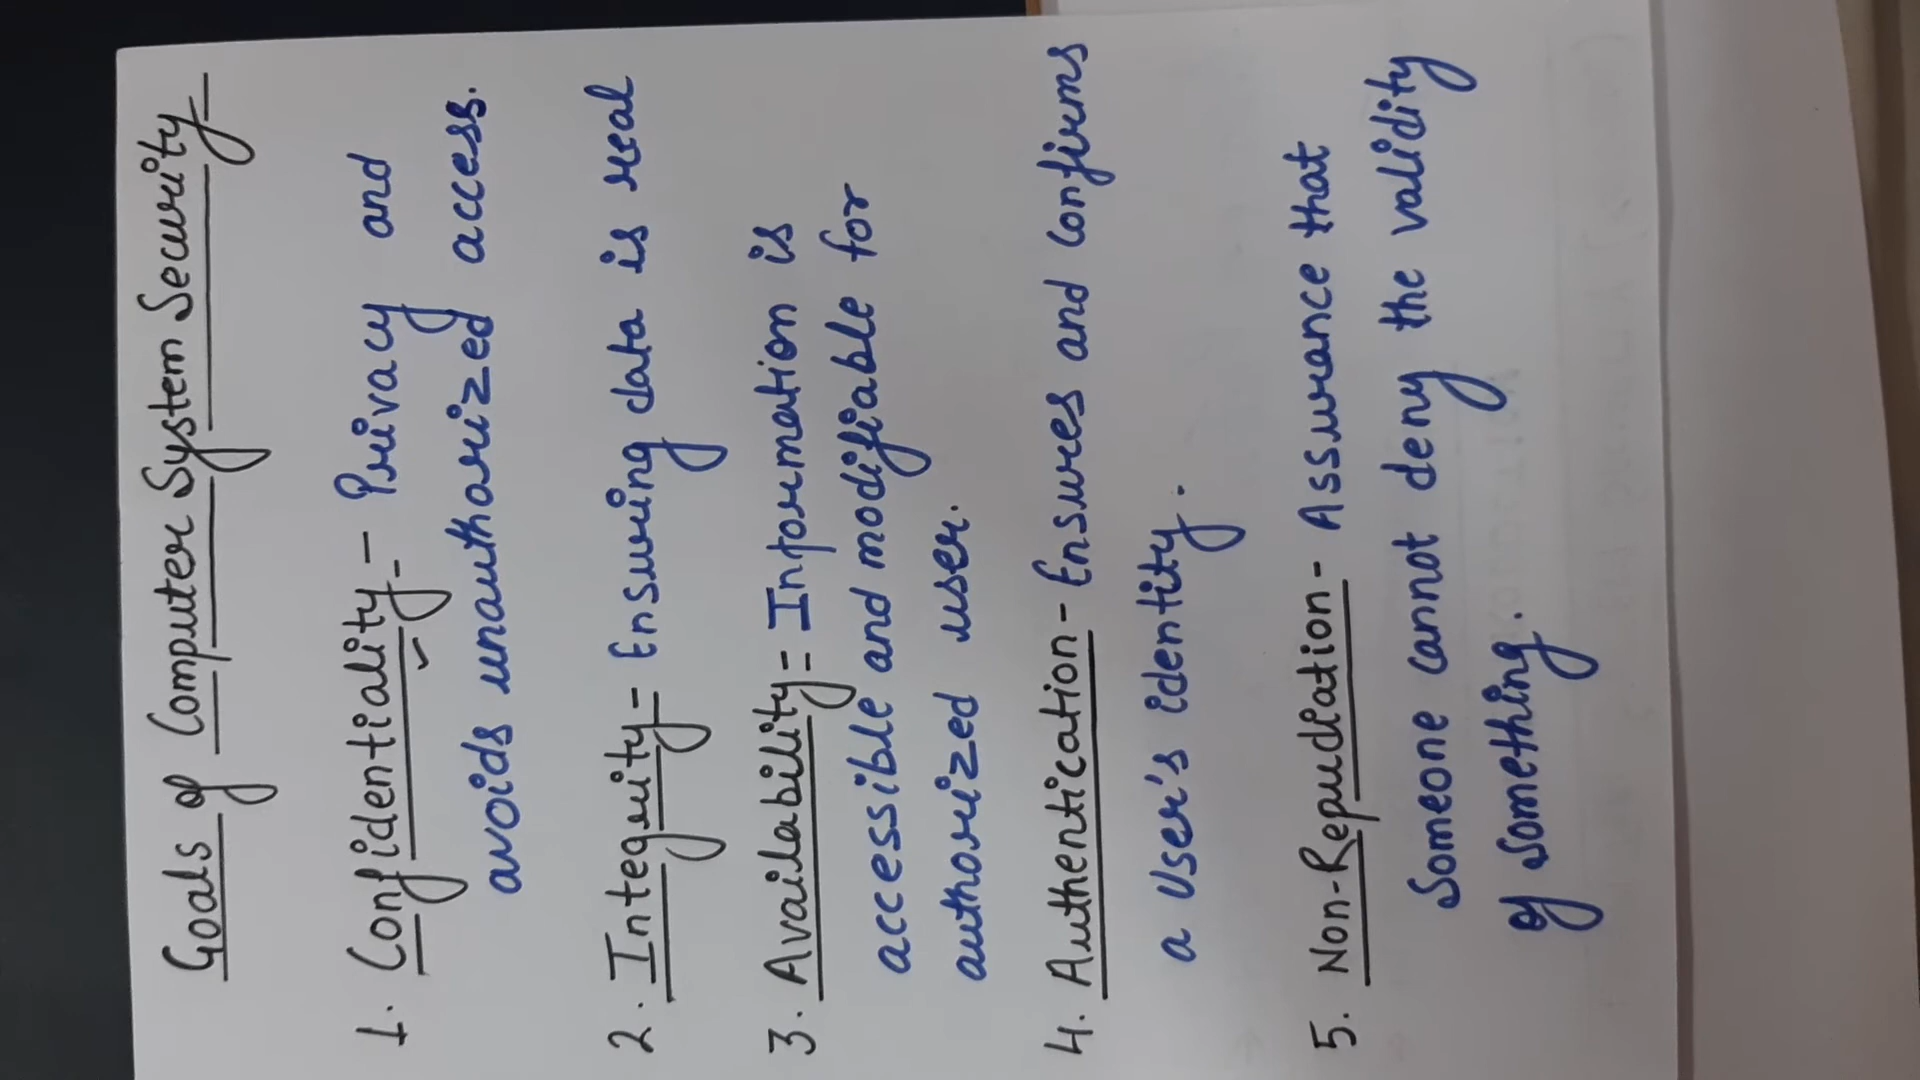 Goals of Computer System Security
1. Confidentiality - Privacy and
avoids unauthorized access.
2. Integrity = Ensuring data is real
3. Availability = Information is
accessible and modifiable for
authorized user.
4. Authentication - Ensures and Confirms
a User's identity.
5. Non-Repudiation - Assurance that
Someone cannot deny the validity
of Something.